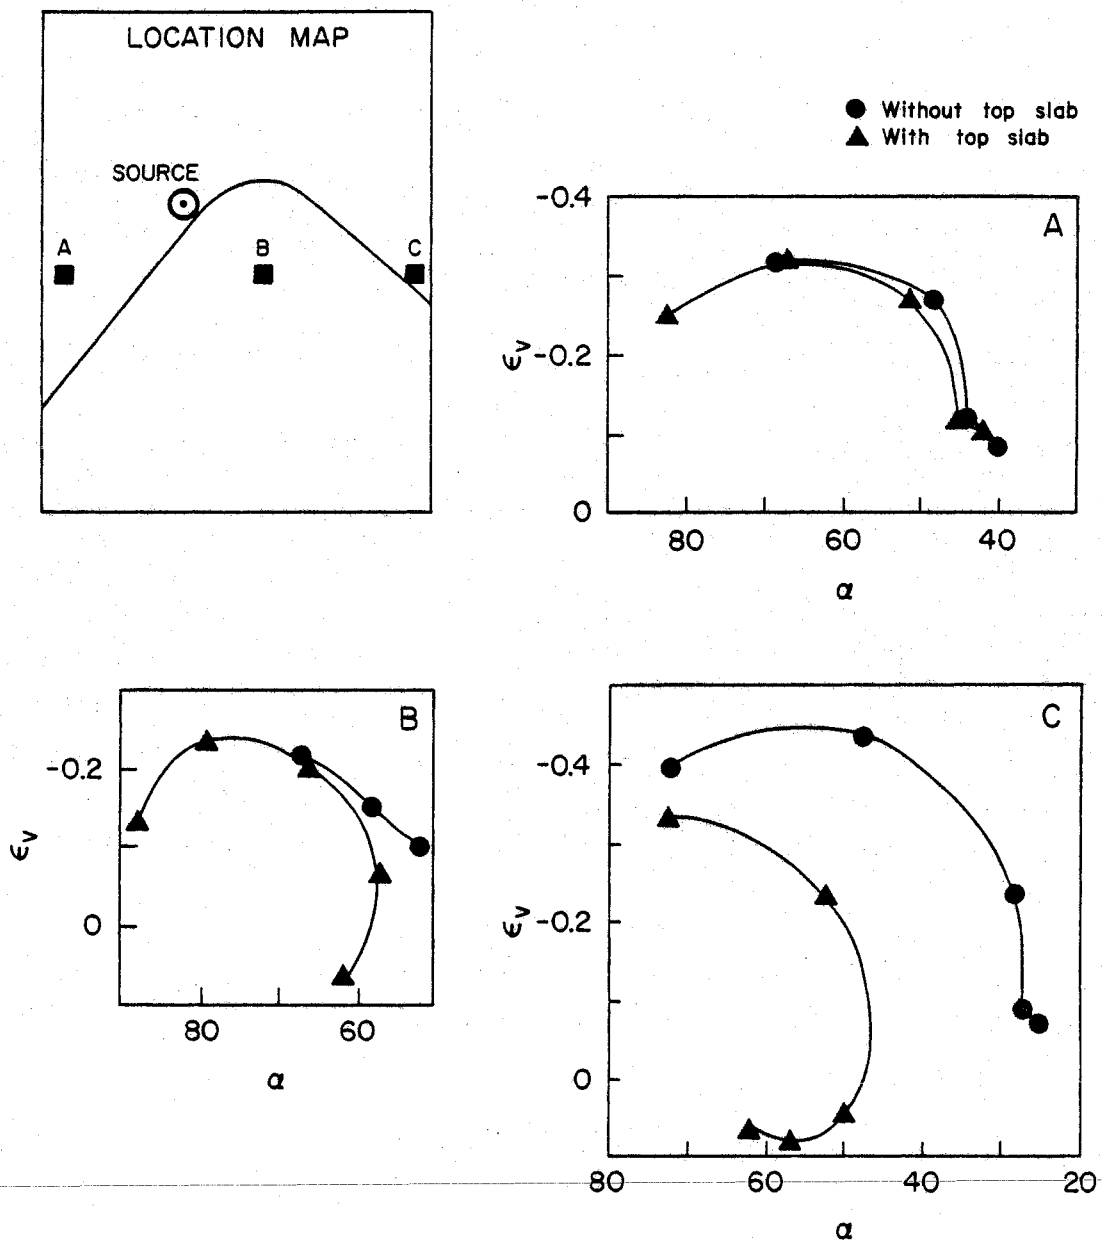 LOCATION MAP
SOURCE
A
B
C
Without top slab
With top slab
-0.4
A
ϵv
-0.2
0
80
60
40
α
B
-0.2
ϵv
0
80
60
α
C
-0.4
ϵv
-0.2
0
80
60
40
20
α